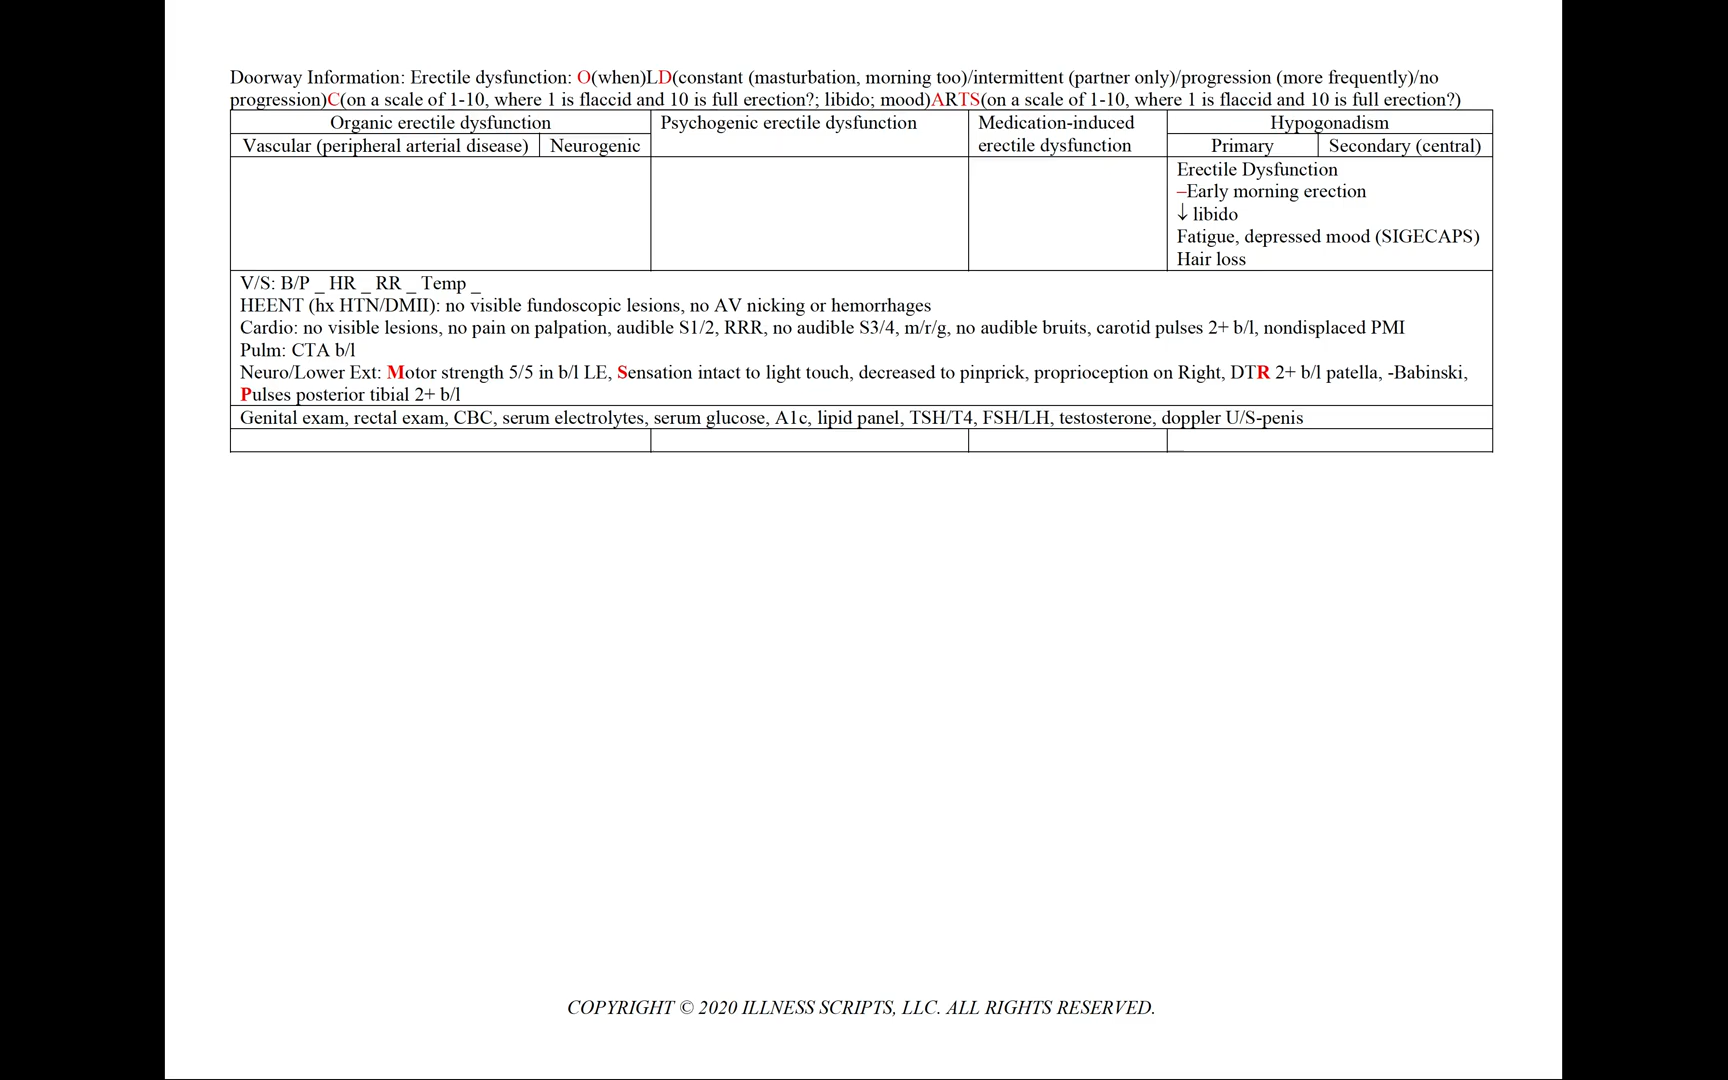 Doorway Information: Erectile dysfunction: O(when)LD(constant (masturbation, morning too)/intermittent (partner only)/progression (more frequently)/no
progression)C(on a scale of 1-10, where 1 is flaccid and 10 is full erection?; libido; mood)ARTS(on a scale of 1-10, where 1 is flaccid and 10 is full erection?)
Organic erectile dysfunction
Vascular (peripheral arterial disease)
Neurogenic
Psychogenic erectile dysfunction
Medication-induced
erectile dysfunction
Hypogonadism
Primary
Secondary (central)
Erectile Dysfunction
–Early morning erection
↓ libido
Fatigue, depressed mood (SIGECAPS)
Hair loss
V/S: B/P _ HR _ RR _ Temp _
HEENT (hx HTN/DMII): no visible fundoscopic lesions, no AV nicking or hemorrhages
Cardio: no visible lesions, no pain on palpation, audible S1/2, RRR, no audible S3/4, m/r/g, no audible bruits, carotid pulses 2+ b/l, nondisplaced PMI
Pulm: CTA b/l
Neuro/Lower Ext: Motor strength 5/5 in b/l LE, Sensation intact to light touch, decreased to pinprick, proprioception on Right, DTR 2+ b/l patella, -Babinski,
Pulses posterior tibial 2+ b/l
Genital exam, rectal exam, CBC, serum electrolytes, serum glucose, A1c, lipid panel, TSH/T4, FSH/LH, testosterone, doppler U/S-penis
COPYRIGHT © 2020 ILLNESS SCRIPTS, LLC. ALL RIGHTS RESERVED.